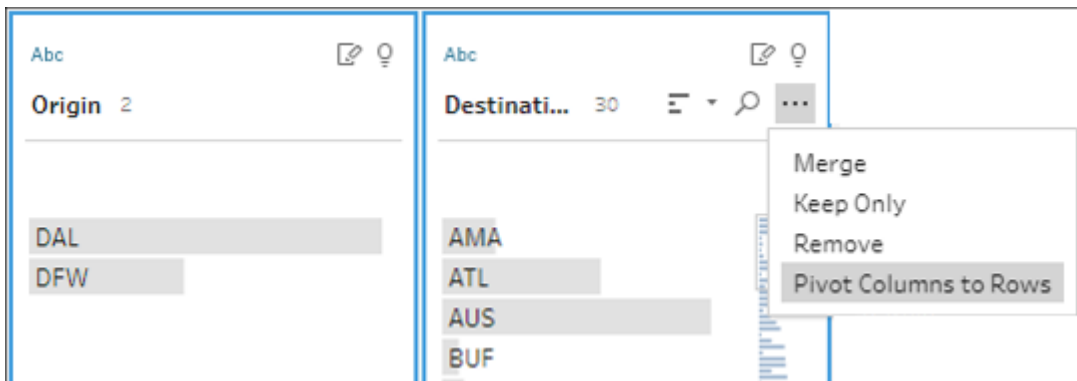 Abc
Origin 2
DAL
DFW
Abc
Destinati... 30
AMA
ATL
AUS
BUF
Merge
Keep Only
Remove
Pivot Columns to Rows